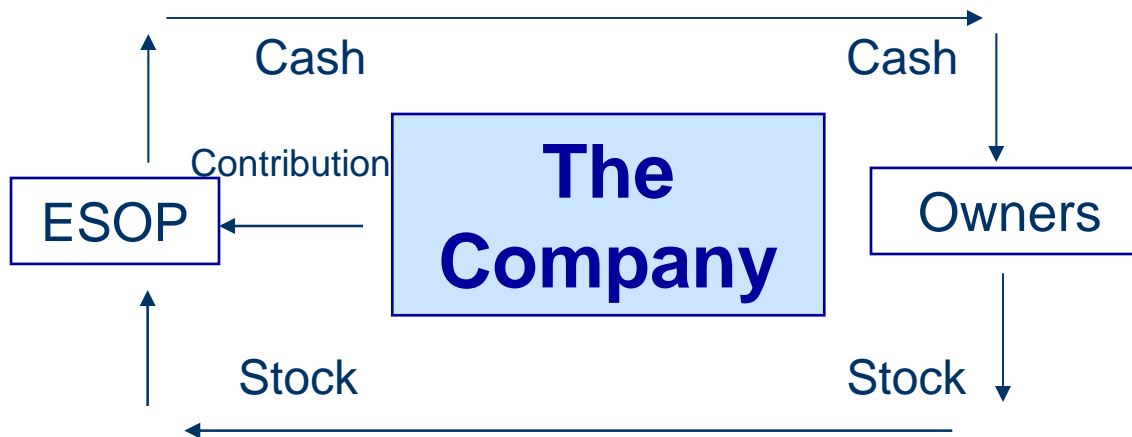 Cash
Cash
Contribution
The
Company
ESOP
Owners
Stock
Stock